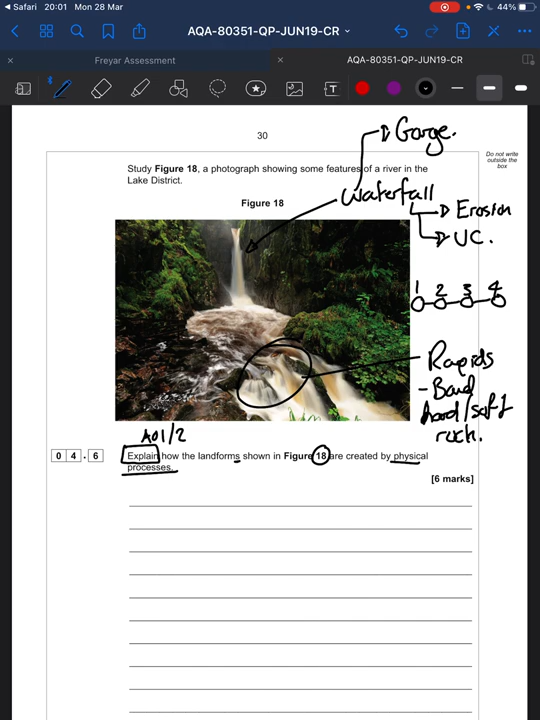 Safari 20:01 Mon 28 Mar 44%
AQA-80351-QP-JUN19-CR
Freyar Assessment
AQA-80351-QP-JUN19-CR
30
Do not write
outside the
box
Study Figure 18, a photograph showing some features of a river in the
Lake District.
Figure 18
Gorge.
Waterfall
Erosion
UC.
1 2 3 4
Rapids
- Band
hard/soft
rock.
AO1/2
0 4 . 6 Explain how the landforms shown in Figure 18 are created by physical
processes.
[6 marks]